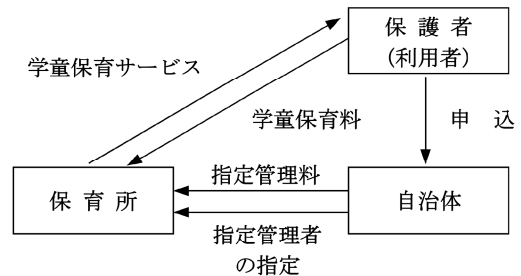 保 護 者
(利用者)
学童保育サービス
学童保育料
申 込
保 育 所
指定管理料
自治体
指定管理者
の指定